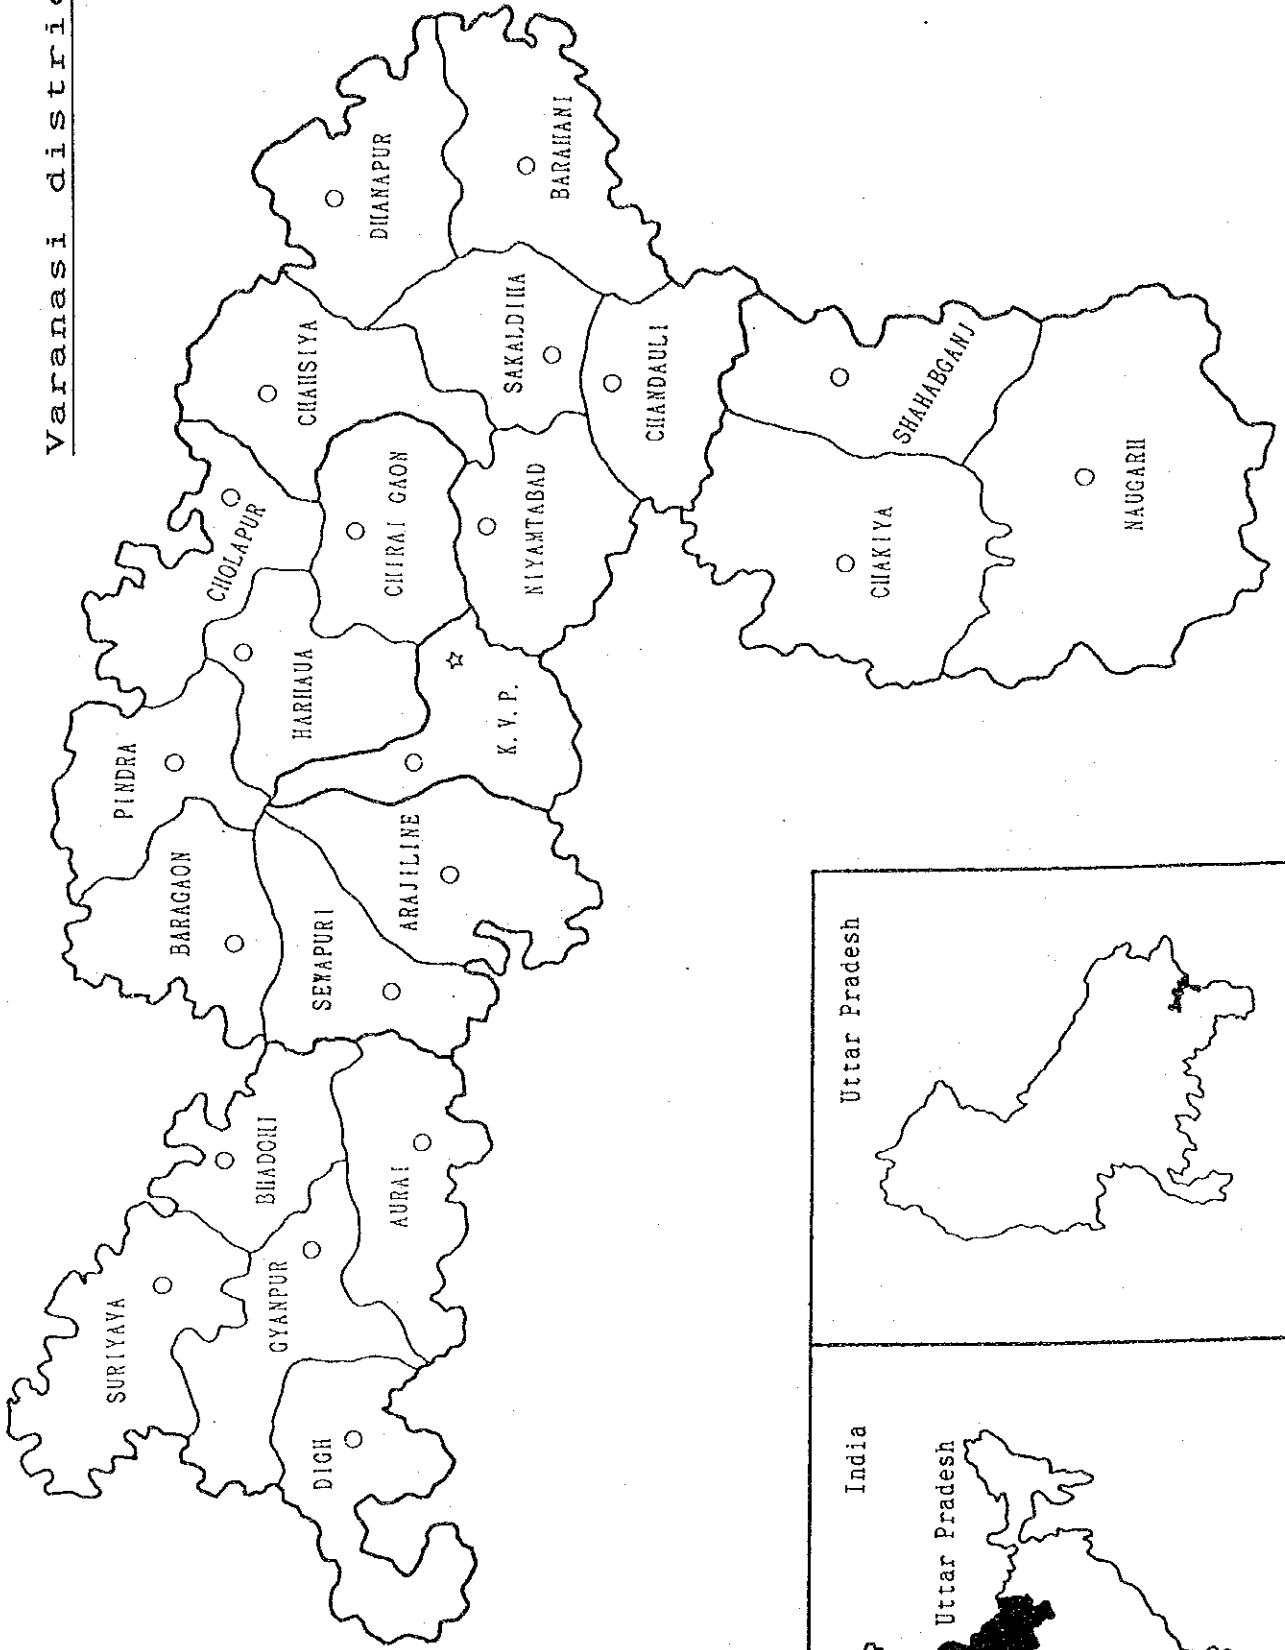 Varanasi distric
SURIYAVA
DIGH
GYANPUR
BHADOHI
AURAI
BARAGAON
SEWAPURI
PINDRA
ARAJILINE
HARHAUA
K.V.P.
CHOLAPUR
CHIRAI GAON
CHAHSIYA
NIYAMTABAD
SAKALDIHA
DHANAPUR
BARAHANI
CHANDAULI
CHAKIYA
SHAHABGANJ
NAUGARH
India
Uttar Pradesh
Uttar Pradesh